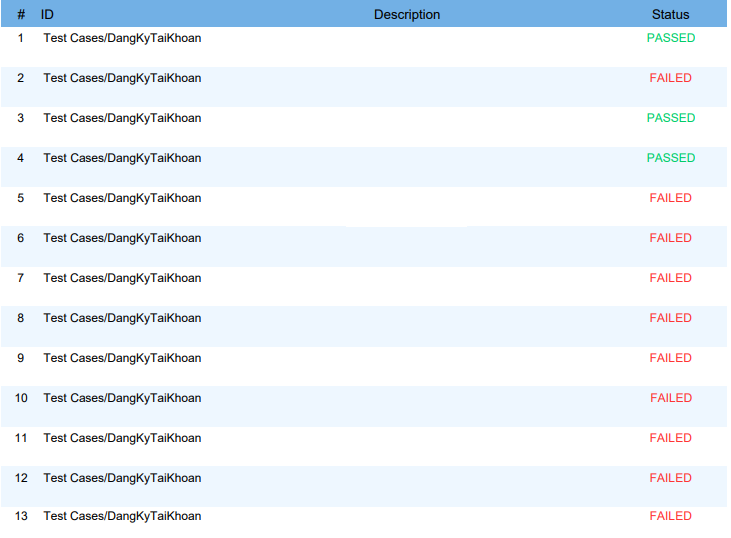 # ID Description Status
1 Test Cases/DangKyTaiKhoan PASSED
2 Test Cases/DangKyTaiKhoan FAILED
3 Test Cases/DangKyTaiKhoan PASSED
4 Test Cases/DangKyTaiKhoan PASSED
5 Test Cases/DangKyTaiKhoan FAILED
6 Test Cases/DangKyTaiKhoan FAILED
7 Test Cases/DangKyTaiKhoan FAILED
8 Test Cases/DangKyTaiKhoan FAILED
9 Test Cases/DangKyTaiKhoan FAILED
10 Test Cases/DangKyTaiKhoan FAILED
11 Test Cases/DangKyTaiKhoan FAILED
12 Test Cases/DangKyTaiKhoan FAILED
13 Test Cases/DangKyTaiKhoan FAILED